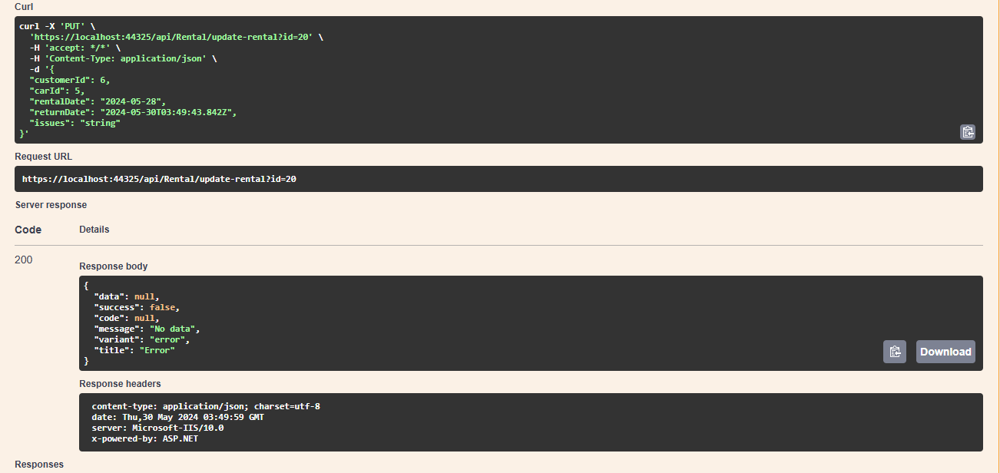 Curl
curl -X 'PUT' \
'https://localhost:44325/api/Rental/update-rental?id=20' \
-H 'accept: */*' \
-H 'Content-Type: application/json' \
-d '{
"customerId": 6,
"carId": 5,
"rentalDate": "2024-05-28",
"returnDate": "2024-05-30T03:49:43.842Z",
"issues": "string"
}'
Request URL
https://localhost:44325/api/Rental/update-rental?id=20
Server response
Code Details
200
Response body
{
"data": null,
"success": false,
"code": null,
"message": "No data",
"variant": "error",
"title": "Error"
}
Download
Response headers
content-type: application/json; charset=utf-8
date: Thu,30 May 2024 03:49:59 GMT
server: Microsoft-IIS/10.0
x-powered-by: ASP.NET
Responses